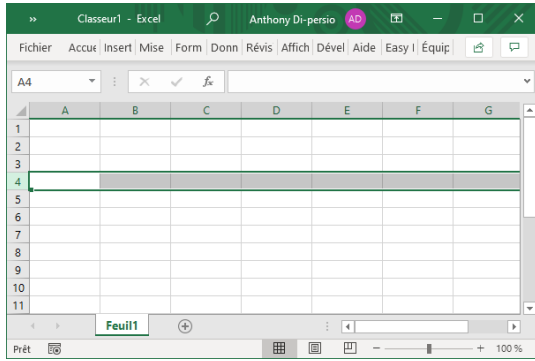 » Classeur1 - Excel Anthony Di-persio AD
Fichier Accue Insert Mise Form Donn Révis Affich Dével Aide Easy I Équip
A4 fx
A B C D E F G
1
2
3
4
5
6
7
8
9
10
11
Feuil1
Prêt 100 %